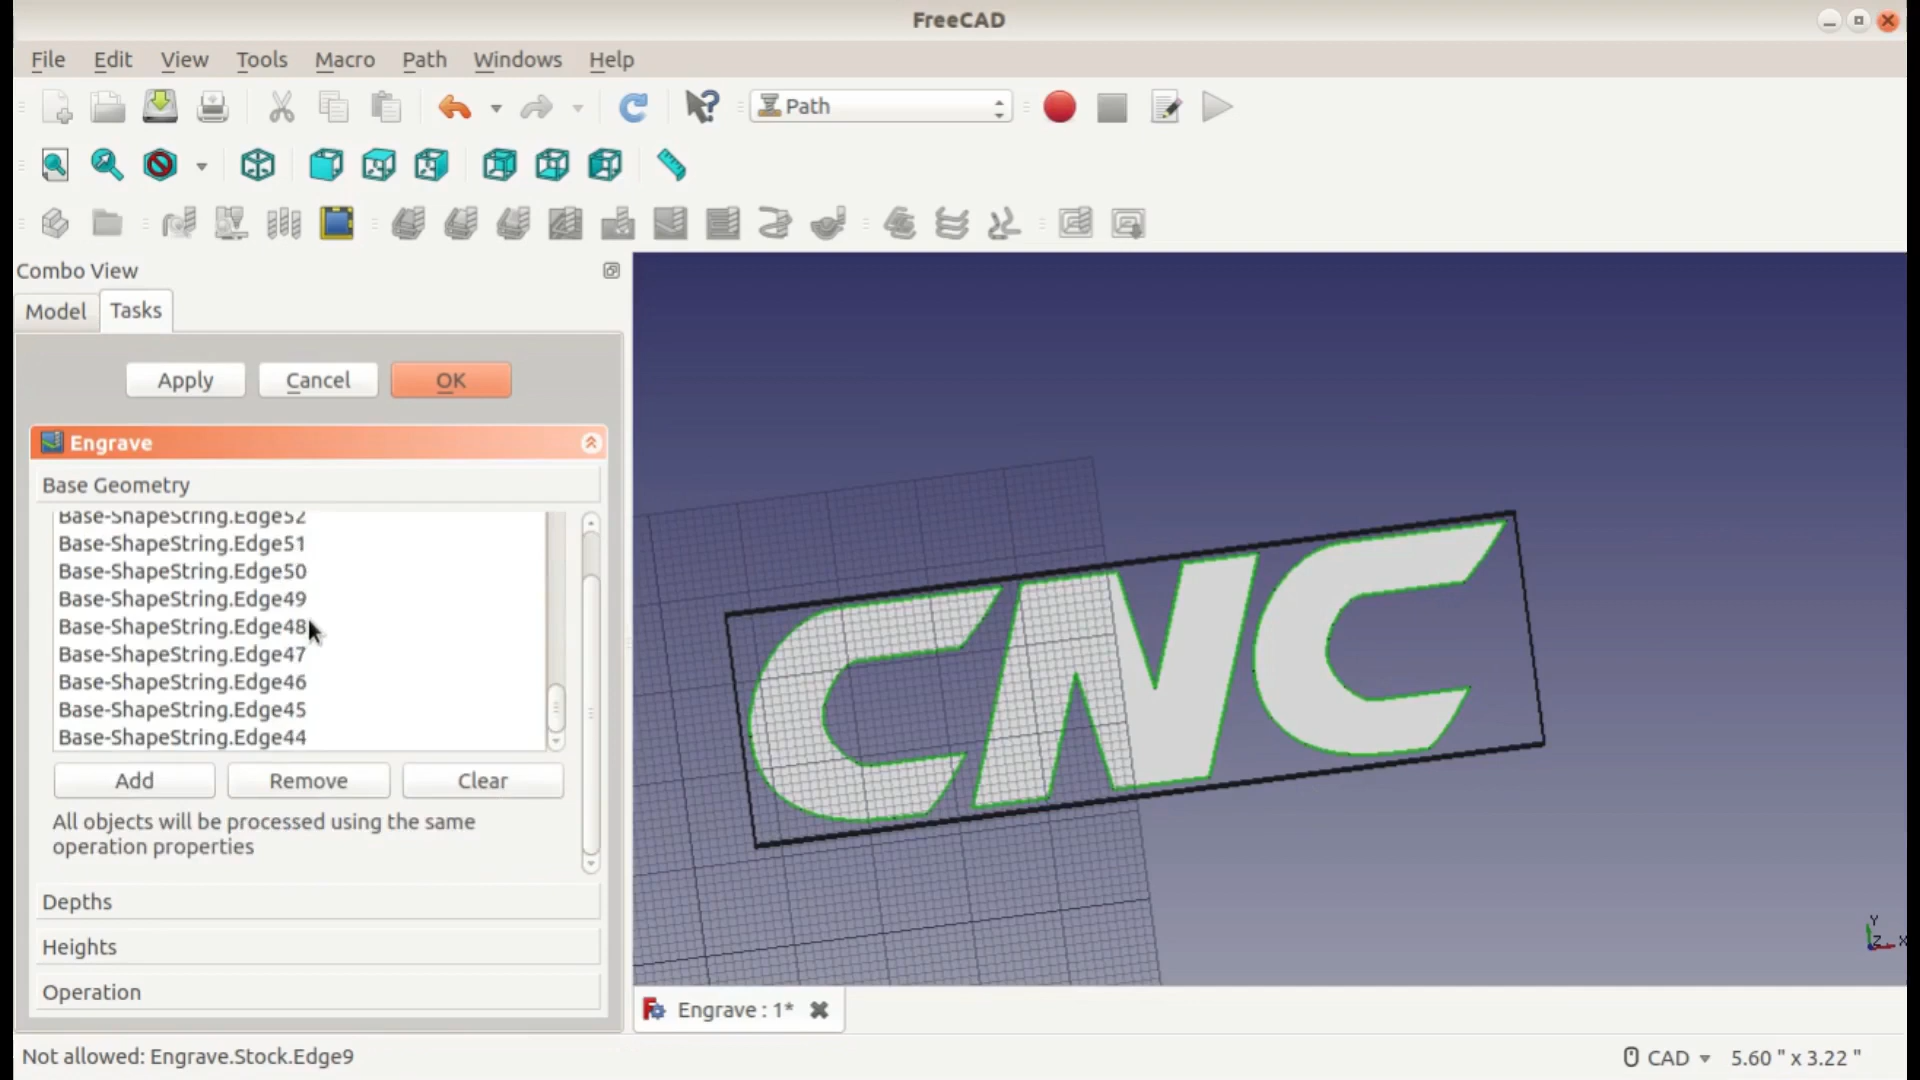 FreeCAD
File Edit View Tools Macro Path Windows Help
Path
Combo View
Model Tasks
Apply Cancel OK
Engrave
Base Geometry
Base-ShapeString.Edge52
Base-ShapeString.Edge51
Base-ShapeString.Edge50
Base-ShapeString.Edge49
Base-ShapeString.Edge48
Base-ShapeString.Edge47
Base-ShapeString.Edge46
Base-ShapeString.Edge45
Base-ShapeString.Edge44
Add Remove Clear
All objects will be processed using the same
operation properties
Depths
Heights
Operation
CNC
Y
Z X
Engrave : 1*
Not allowed: Engrave.Stock.Edge9
CAD 5.60 " x 3.22 "